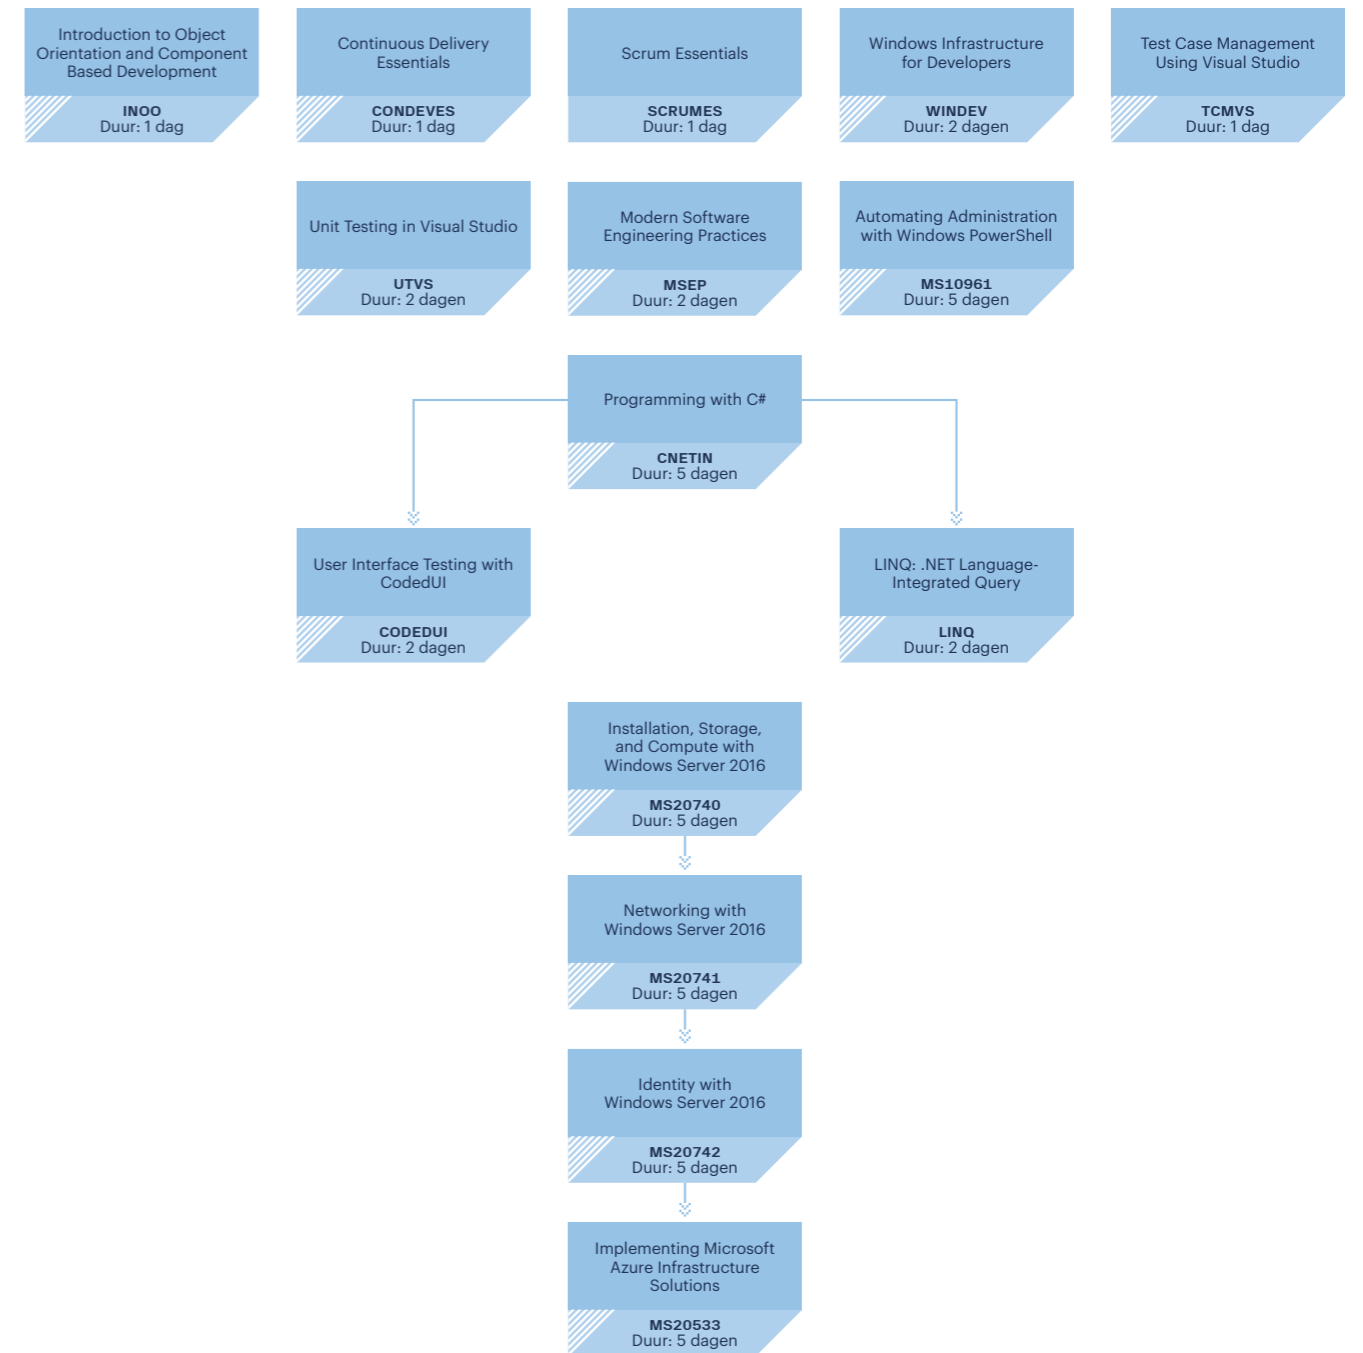 Introduction to Object
Orientation and Component
Based Development
INOO
Duur: 1 dag
Continuous Delivery
Essentials
CONDEVES
Duur: 1 dag
Scrum Essentials
SCRUMES
Duur: 1 dag
Windows Infrastructure
for Developers
WINDEV
Duur: 2 dagen
Test Case Management
Using Visual Studio
TCMVS
Duur: 1 dag
Unit Testing in Visual Studio
UTVS
Duur: 2 dagen
Modern Software
Engineering Practices
MSEP
Duur: 2 dagen
Automating Administration
with Windows PowerShell
MS10961
Duur: 5 dagen
Programming with C#
CNETIN
Duur: 5 dagen
User Interface Testing with
CodedUI
CODEDUI
Duur: 2 dagen
LINQ: .NET Language-
Integrated Query
LINQ
Duur: 2 dagen
Installation, Storage,
and Compute with
Windows Server 2016
MS20740
Duur: 5 dagen
Networking with
Windows Server 2016
MS20741
Duur: 5 dagen
Identity with
Windows Server 2016
MS20742
Duur: 5 dagen
Implementing Microsoft
Azure Infrastructure
Solutions
MS20533
Duur: 5 dagen